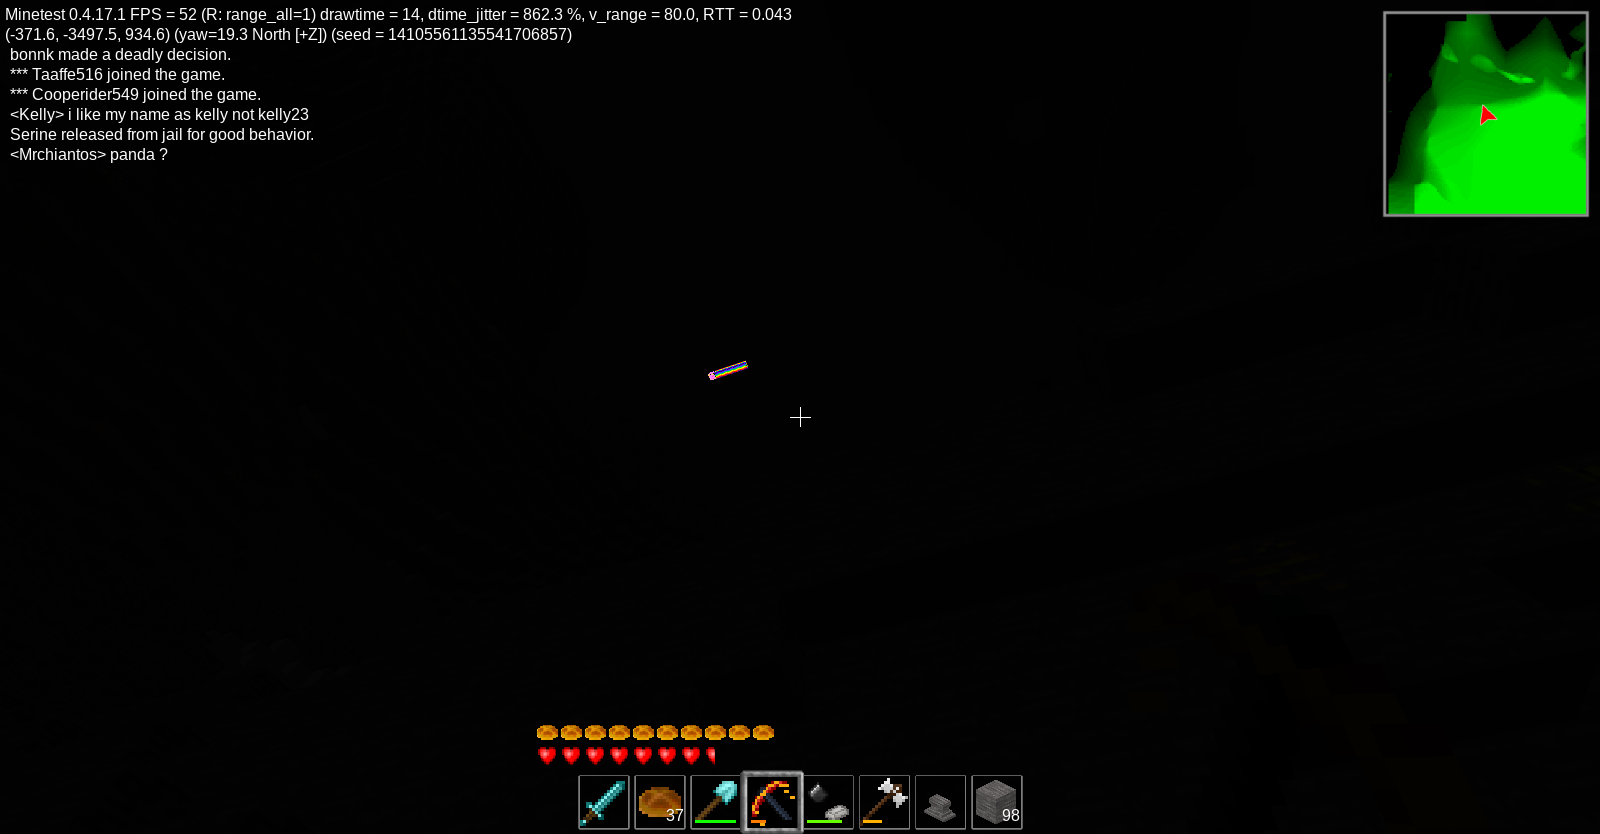 Minetest 0.4.17.1 FPS = 52 (R: range_all=1) drawtime = 14, dtime_jitter = 862.3 %, v_range = 80.0, RTT = 0.043
(-371.6, -3497.5, 934.6) (yaw=19.3 North [+Z]) (seed = 14105561135541706857)
bonnk made a deadly decision.
*** Taaffe516 joined the game.
*** Cooperider549 joined the game.
<Kelly> i like my name as kelly not kelly23
Serine released from jail for good behavior.
<Mrchiantos> panda ?
37
98